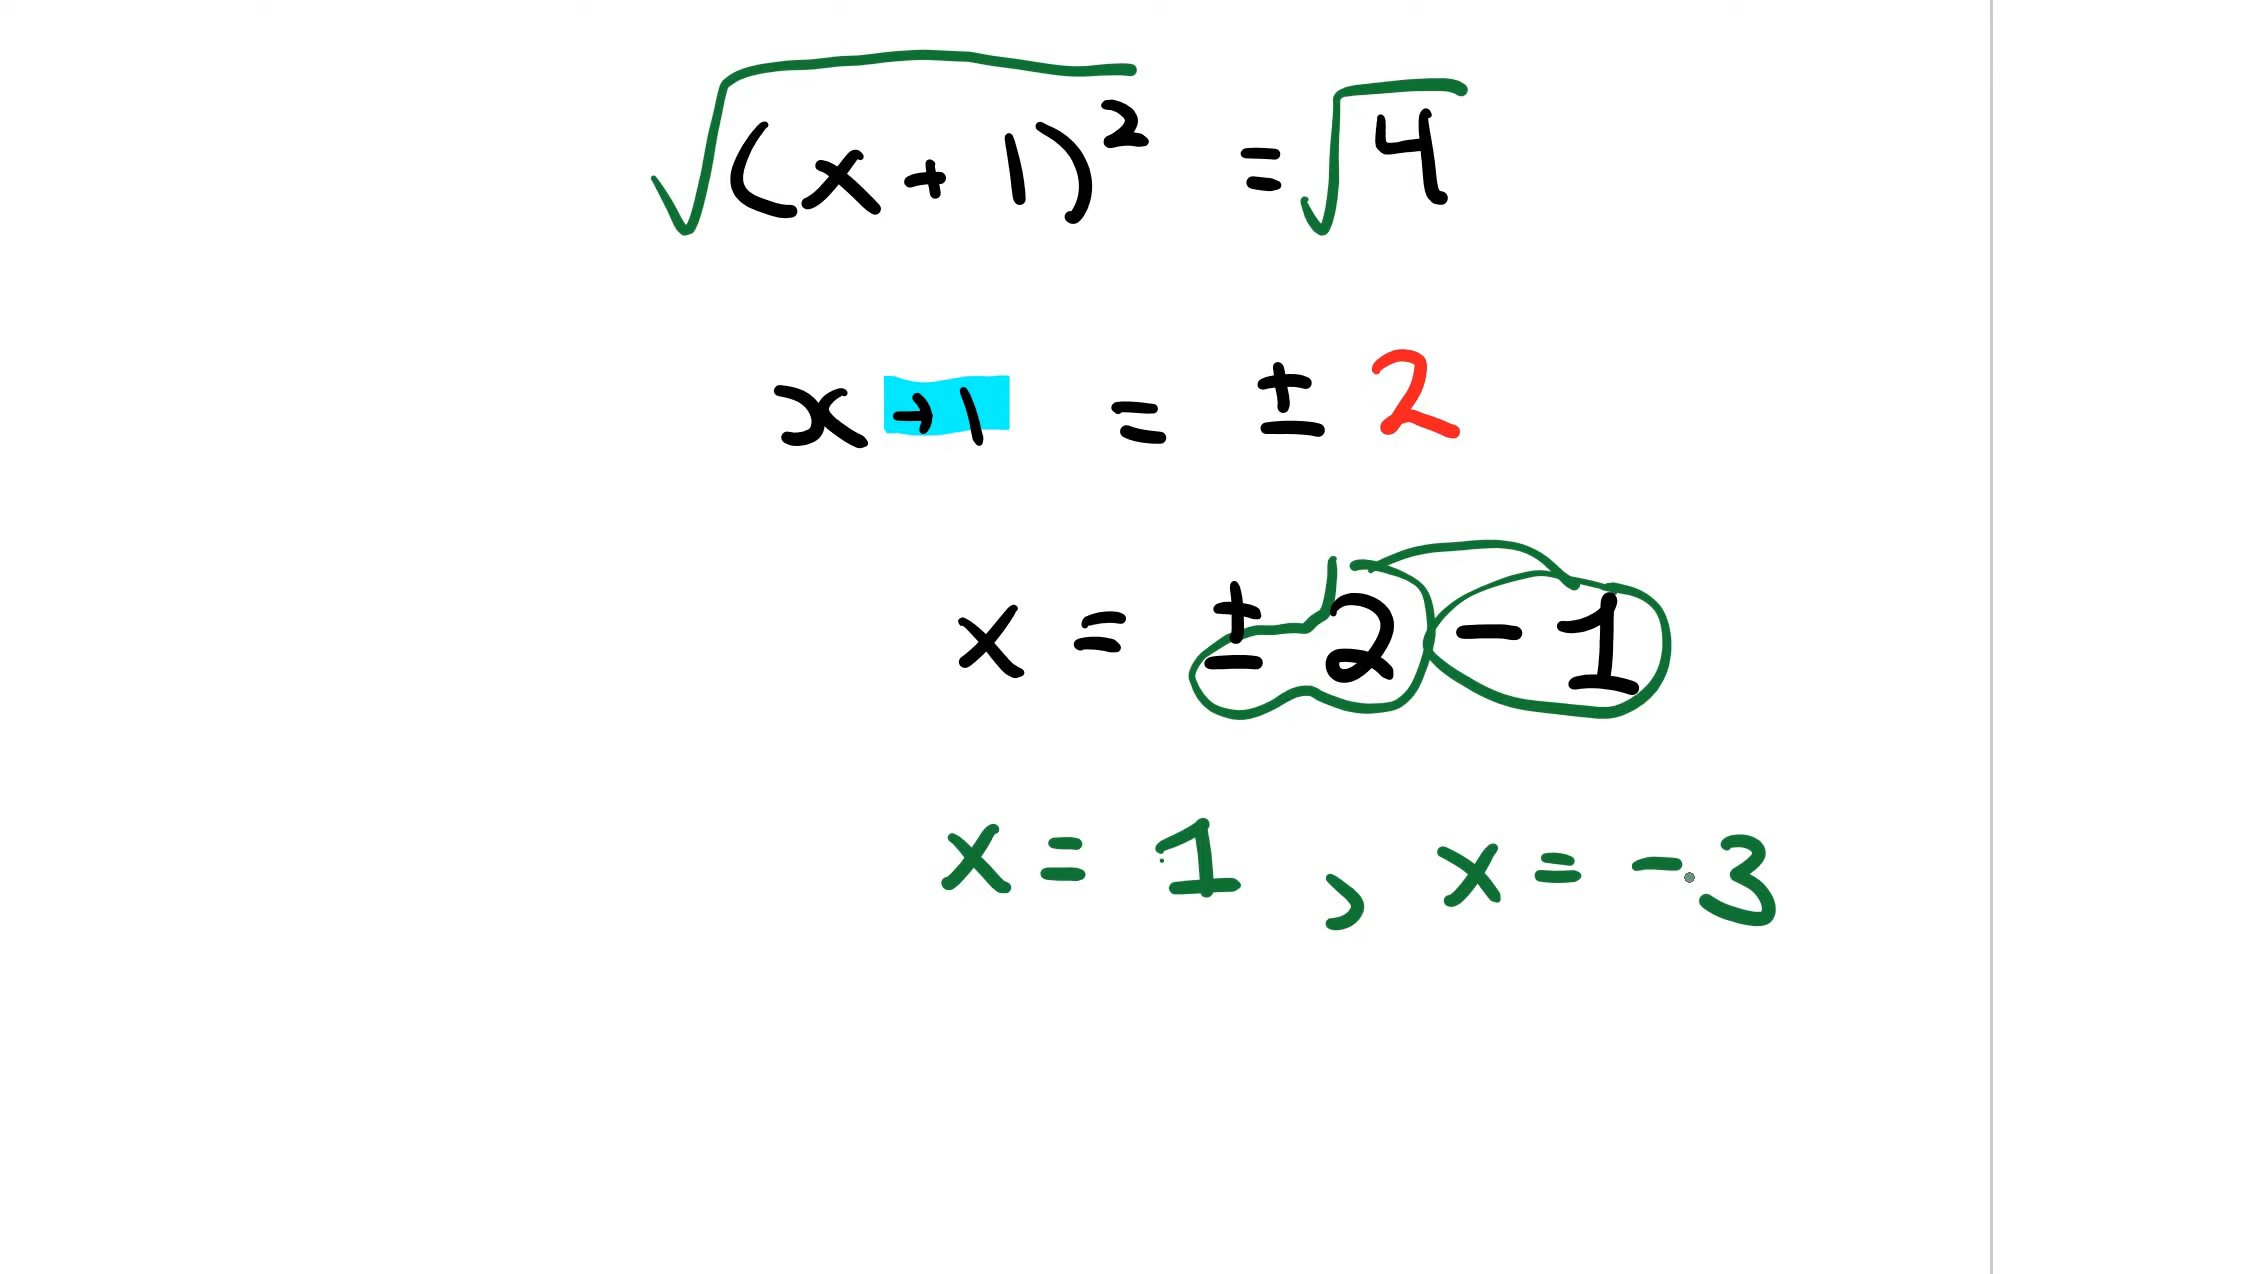 √(x + 1)² = √4
x + 1 = ± 2
x = ± 2 - 1
x = 1 , x = -3